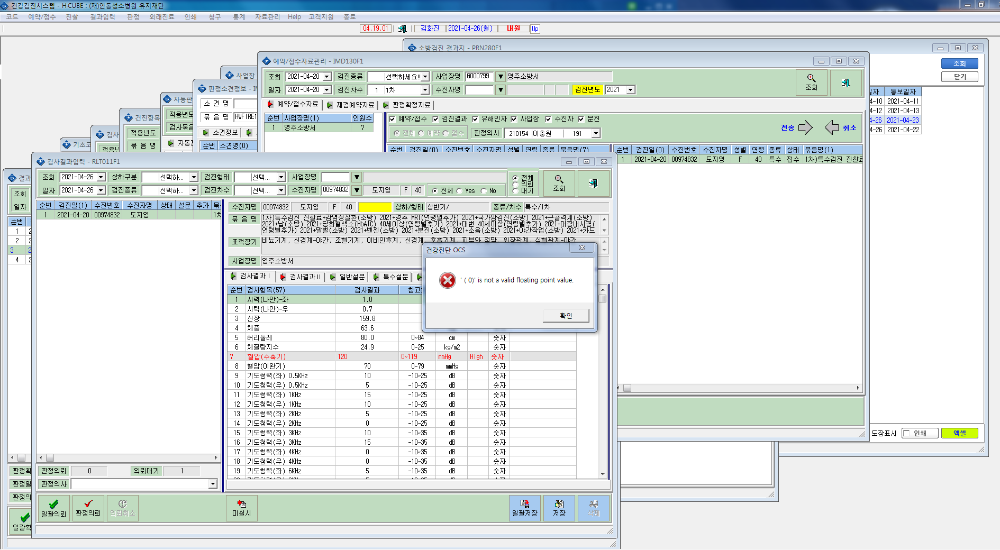 건강검진시스템 - H-CUBE : (재)안동성소병원 유지재단
코드 예약/접수 진찰 결과입력 판정 외래진료 인쇄 청구 통계 자료관리 Help 고객지원 종료
04.19.01 김화진 2021-04-26(월) 내원 Up
소방검진 결과지 - PRN280F1
조회
닫기
일자 통보일자
-10 2021-04-11
-12 2021-04-13
-26 2021-04-23
-26 2021-04-22
도장표시 인쇄 엑셀
예약/접수자료관리 - IMD130F1
조회 2021-04-20 검진종류 선택하세요!! 사업장명 G000799 영주소방서
일자 2021-04-20 검진차수 1 1차 수진자명 검진년도 2021
조회
예약/접수자료 재검예약자료 판정확정자료
순번 사업장명(1) 인원수
1 영주소방서 7
예약/접수 검진결과 유해인자 사업장 수진자 문진
전체 예약 접수 판정의사 210154 이충원 191
전송 취소
순번 검진일(0) 수진번호 수진자명 성별 연령 종류 묶음명(7)
순번 검진일(0) 수진번호 수진자명 성별 연령 종류 상태 묶음명(1)
1 2021-04-20 00974832 도지영 F 40 특수 접수 1차)특수검진 진찰료
사업장
판정소견정보 - IM
소 견 명
묶 음 명 HWFIRE1
소견정보
순번 소견명(0)
자동판
적용년도
검사묶음
자동판
건진항목
적용년도
묶 음 명
검사
적용년
기초코
결과
조회
일자
순번
1 2
2 2
3 2
4 2
판정확
판정일
판정의
일괄확
검사결과입력 - RLT011F1
조회 2021-04-26 상하구분 선택하... 검진형태 선택... 사업장명
일자 2021-04-26 검진종류 선택하... 검진차수 선택... 수진자명 00974832 도지영 F 40 전체 Yes No
전체
의뢰
대기
조회
순번 검진일(1) 수진번호 수진자명 상태 설문 추가 묶
1 2021-04-20 00974832 도지영 1차
수진자명 00974832 도지영 F 40 상하/형태 상반기/ 종류/차수 특수/1차
묶 음 명 1차)특수검진 진찰료+감염성질환(소방) 2021+경추 MRI(연령별추가) 2021+국가암검진(소방) 2021+근골격계(소방)
2021+납(소방) 2021+당화혈색소(HbA1C) 40세이상(연령별추가) 2021+대변 40세이상(연령별추가) 2021+대장내시경(
연령별추가) 2021+말벌(소방) 2021+벤젠(소방) 2021+분진(소방) 2021+소음(소방) 2021+야간작업(소방) 2021+카드
표적장기 비뇨기계, 신경계-야간, 조혈기계, 이비인후계, 신경계, 호흡기계, 피부와 점막, 위장관계, 심혈관계-야간
사업장명 영주소방서
검사결과Ⅰ 검사결과Ⅱ 일반설문 특수설문
순번 검사항목(57) 검사결과 참고
1 시력(나안)-좌 1.0
2 시력(나안)-우 0.7
3 신장 159.8
4 체중 63.6
5 허리둘레 80.0 0~84 cm 숫자
6 체질량지수 24.9 0~25 kg/m2 숫자
7 혈압(수축기) 120 0~119 mmHg High 숫자
8 혈압(이완기) 70 0~79 mmHg 숫자
9 기도청력(좌) 0.5KHz 10 -10~25 dB 숫자
10 기도청력(우) 0.5KHz 5 -10~25 dB 숫자
11 기도청력(좌) 1KHz 15 -10~25 dB 숫자
12 기도청력(우) 1KHz 10 -10~25 dB 숫자
13 기도청력(좌) 2KHz 5 -10~25 dB 숫자
14 기도청력(우) 2KHz 0 -10~25 dB 숫자
15 기도청력(좌) 3KHz 10 -10~35 dB 숫자
16 기도청력(우) 3KHz 15 -10~35 dB 숫자
17 기도청력(좌) 4KHz 0 -10~35 dB 숫자
18 기도청력(우) 4KHz 0 -10~35 dB 숫자
19 기도청력(좌) 6KHz 5 -10~35 dB 숫자
건강진단 OCS
' ( 0)' is not a valid floating point value.
확인
판정의뢰 0 의뢰대기 1
판정의사
일괄의뢰 판정의뢰 의뢰취소 미실시 일괄저장 저장 삭제